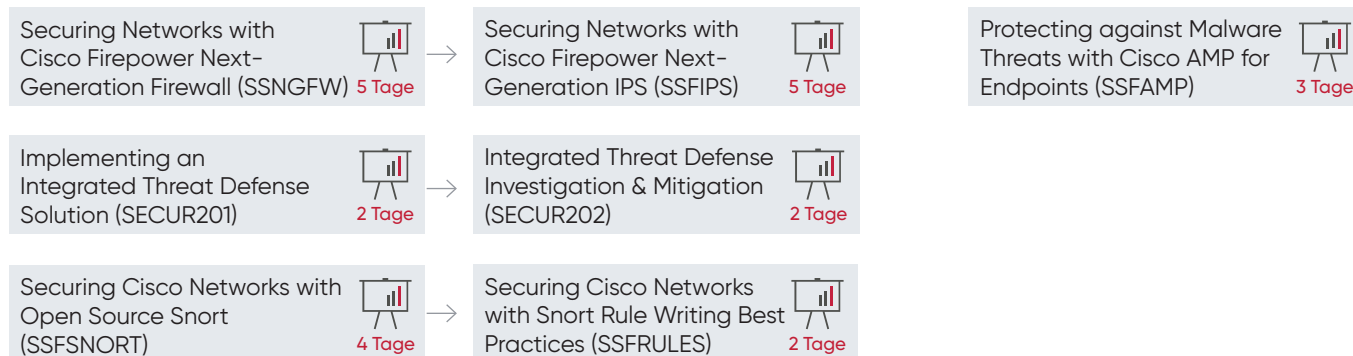 Securing Networks with
Cisco Firepower Next-
Generation Firewall (SSNGFW)
5 Tage
Securing Networks with
Cisco Firepower Next-
Generation IPS (SSFIPS)
5 Tage
Protecting against Malware
Threats with Cisco AMP for
Endpoints (SSFAMP)
3 Tage
Implementing an
Integrated Threat Defense
Solution (SECUR201)
2 Tage
Integrated Threat Defense
Investigation & Mitigation
(SECUR202)
2 Tage
Securing Cisco Networks with
Open Source Snort
(SSFSNORT)
4 Tage
Securing Cisco Networks
with Snort Rule Writing Best
Practices (SSFRULES)
2 Tage